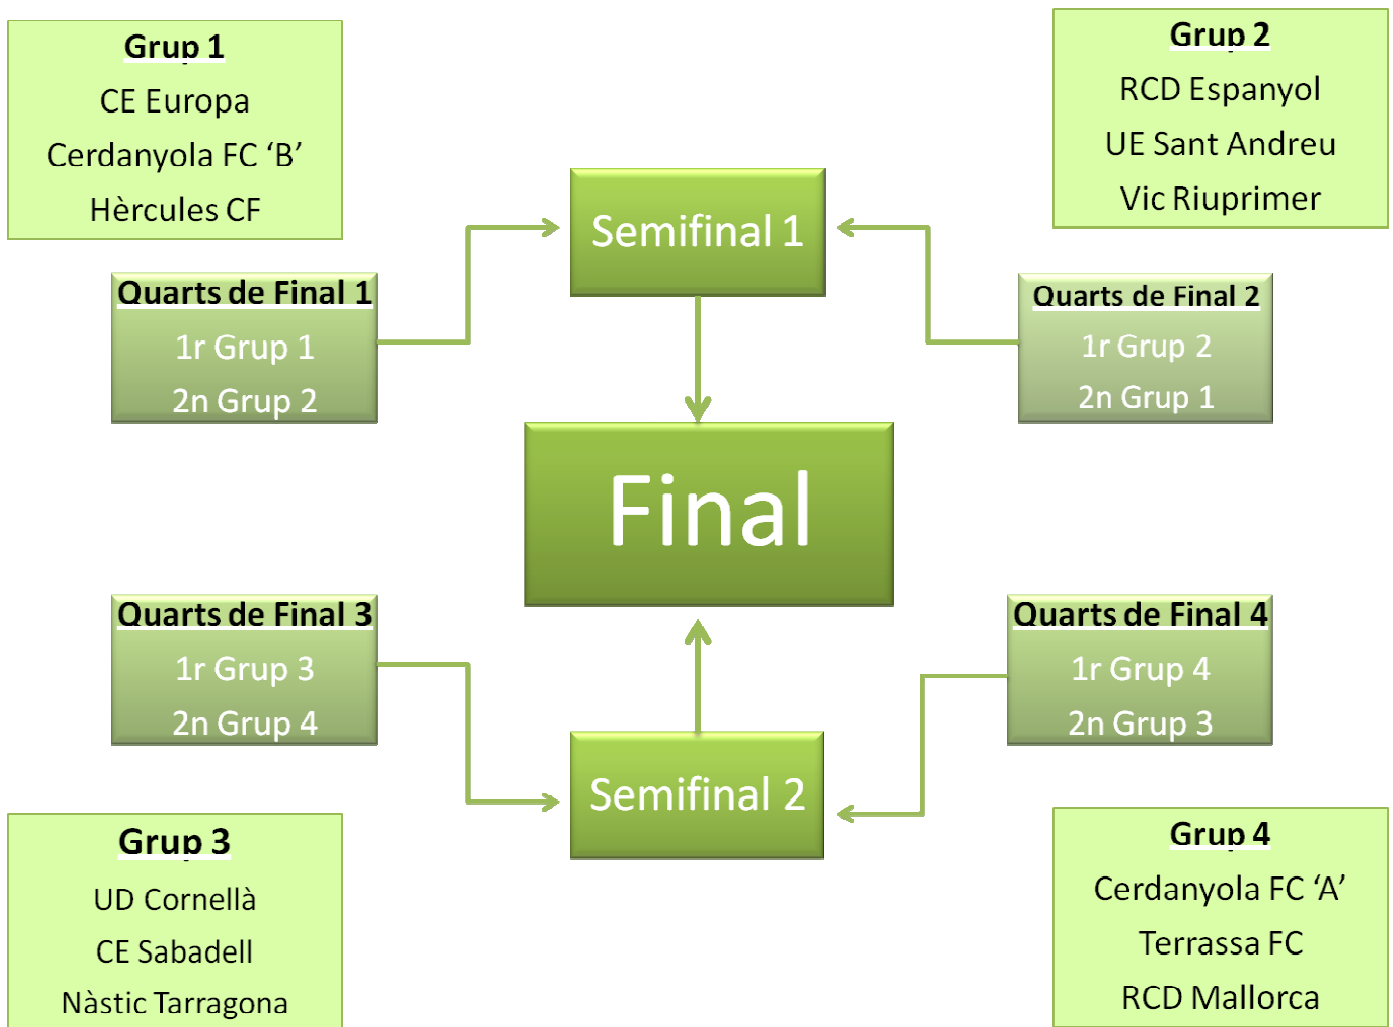 Grup 1
CE Europa
Cerdanyola FC ‘B’
Hèrcules CF
Grup 2
RCD Espanyol
UE Sant Andreu
Vic Riuprimer
Semifinal 1
Quarts de Final 1
1r Grup 1
2n Grup 2
Quarts de Final 2
1r Grup 2
2n Grup 1
Final
Quarts de Final 3
1r Grup 3
2n Grup 4
Quarts de Final 4
1r Grup 4
2n Grup 3
Semifinal 2
Grup 3
UD Cornellà
CE Sabadell
Nàstic Tarragona
Grup 4
Cerdanyola FC ‘A’
Terrassa FC
RCD Mallorca